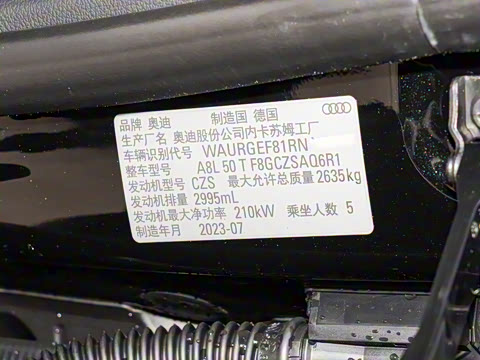 品牌 奥迪 制造国 德国
生产厂名 奥迪股份公司内卡苏姆工厂
车辆识别代号 WAURGEF81RN
整车型号 A8L 50 T F8GCZSAQ6R1
发动机型号 CZS 最大允许总质量 2635kg
发动机排量 2995mL
发动机最大净功率 210kW 乘坐人数 5
制造年月 2023-07